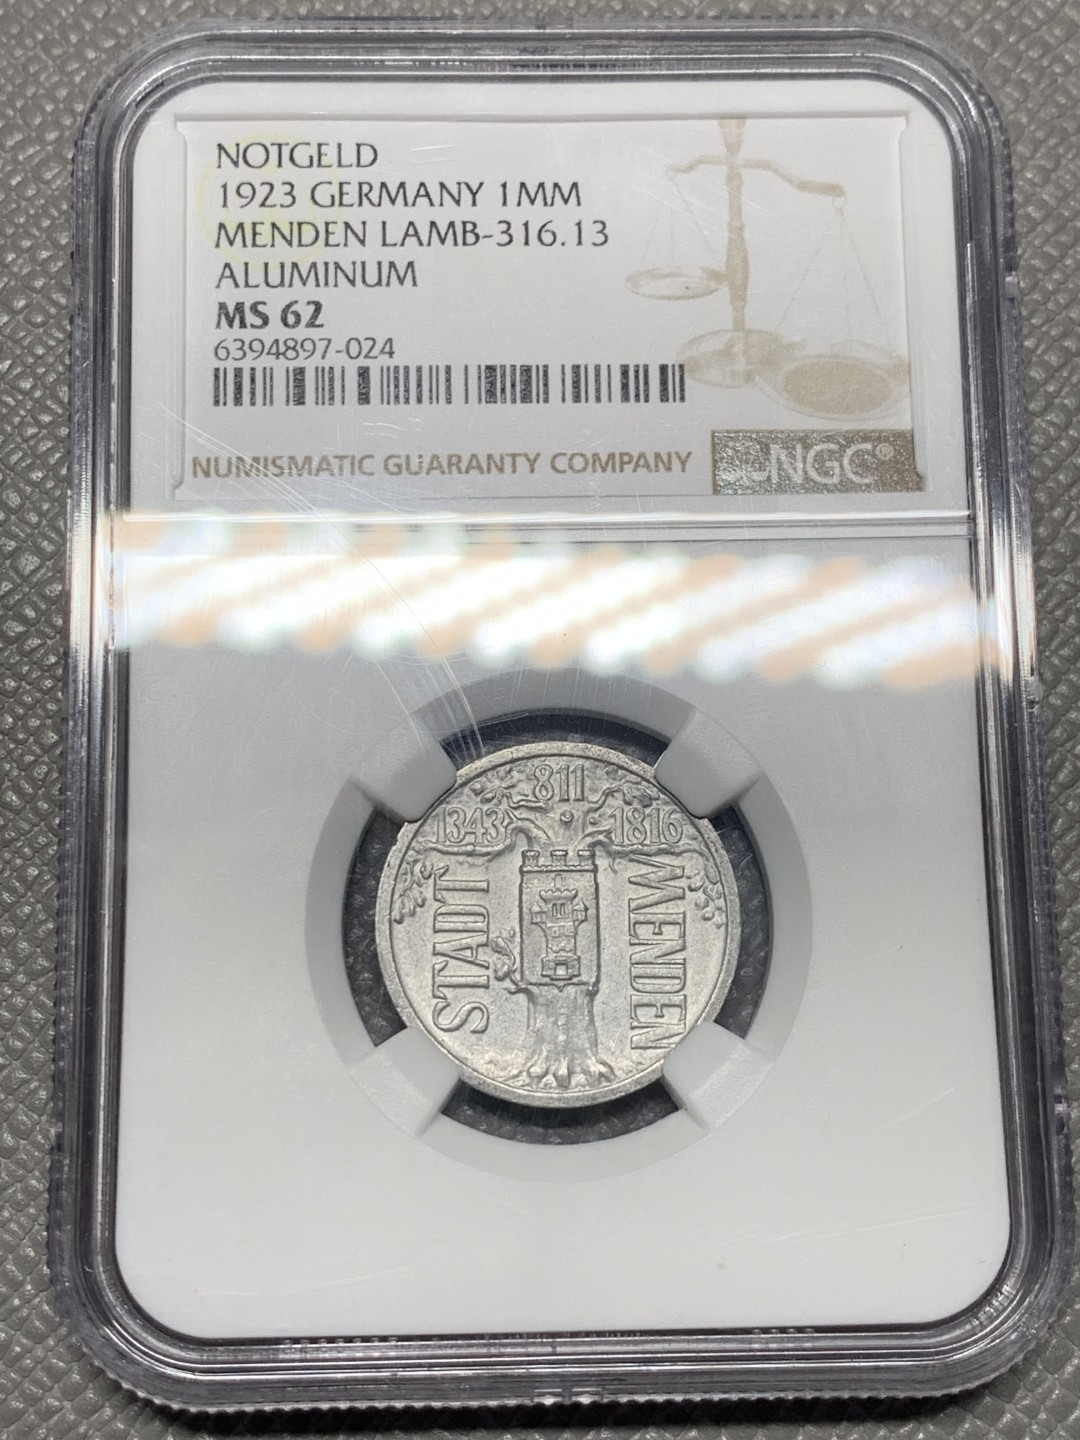 NOTGELD
1923 GERMANY 1MM
MENDEN LAMB-316.13
ALUMINUM
MS 62
6394897-024
NUMISMATIC GUARANTY COMPANY
NGC®
811
1343 1816
STADT
MENDEN